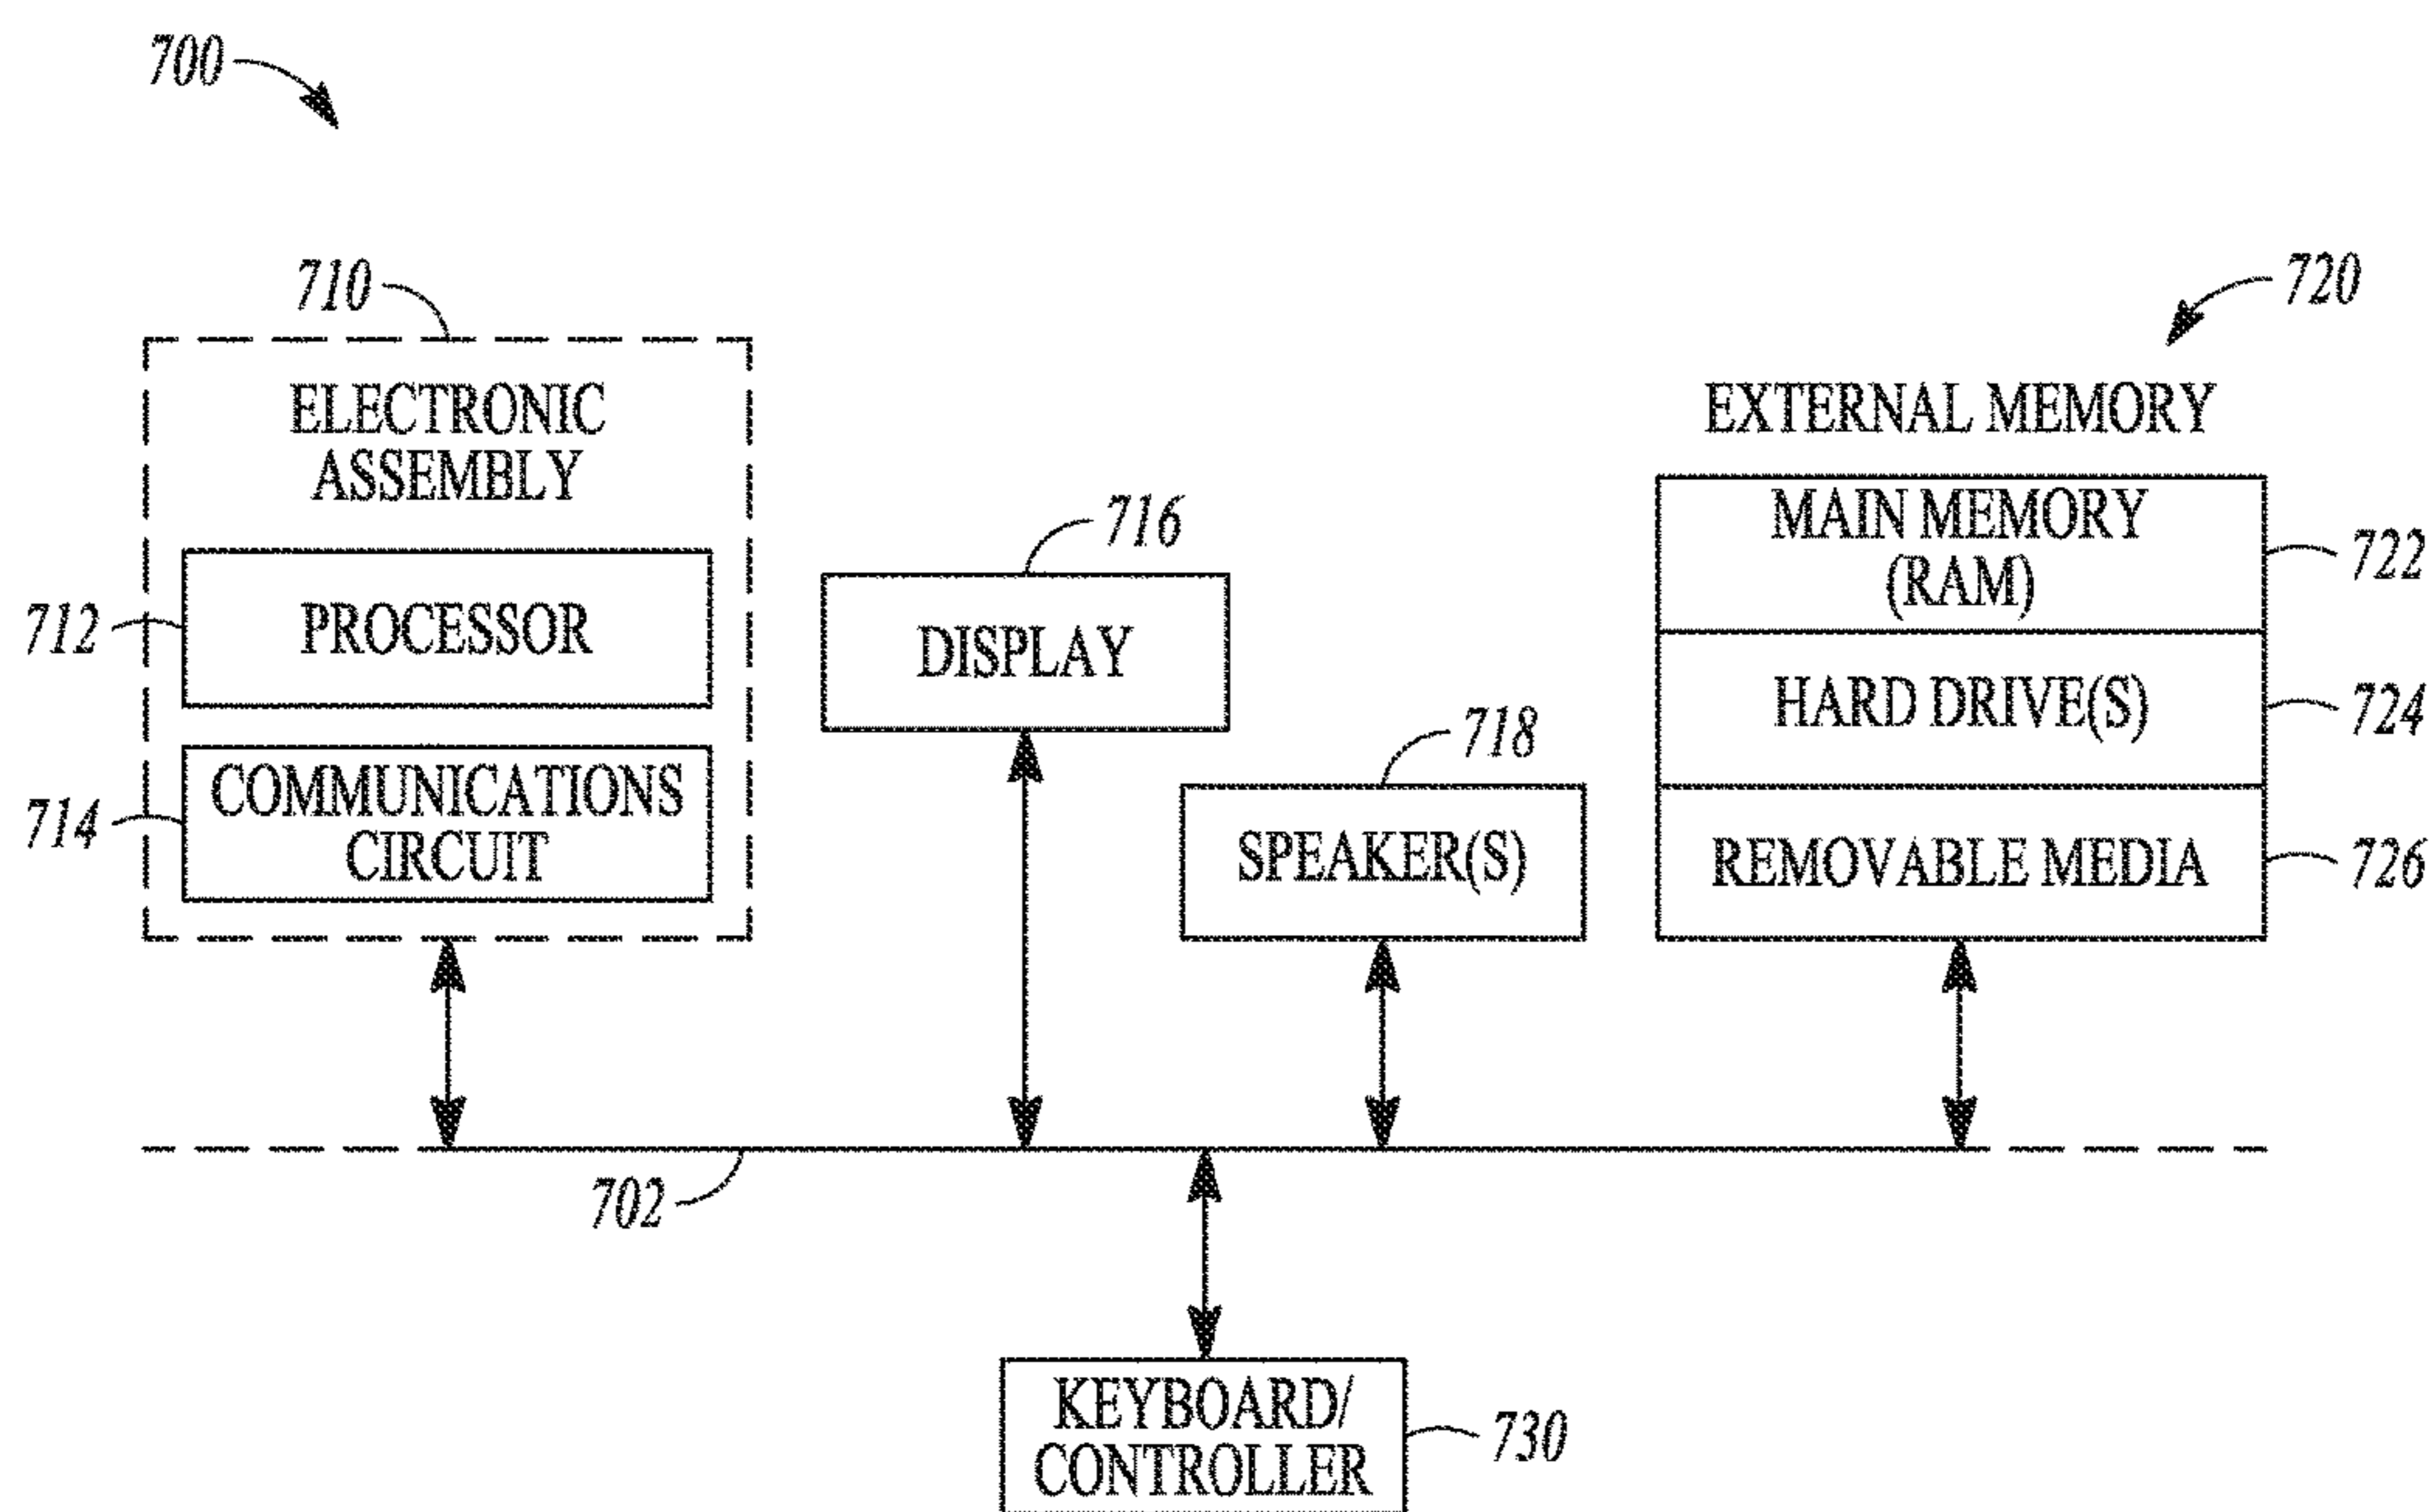 700
710
720
ELECTRONIC
ASSEMBLY
EXTERNAL MEMORY
716
MAIN MEMORY
(RAM)
722
712
PROCESSOR
DISPLAY
HARD DRIVE(S)
724
718
714
COMMUNICATIONS
CIRCUIT
SPEAKER(S)
REMOVABLE MEDIA
726
702
KEYBOARD/
CONTROLLER
730